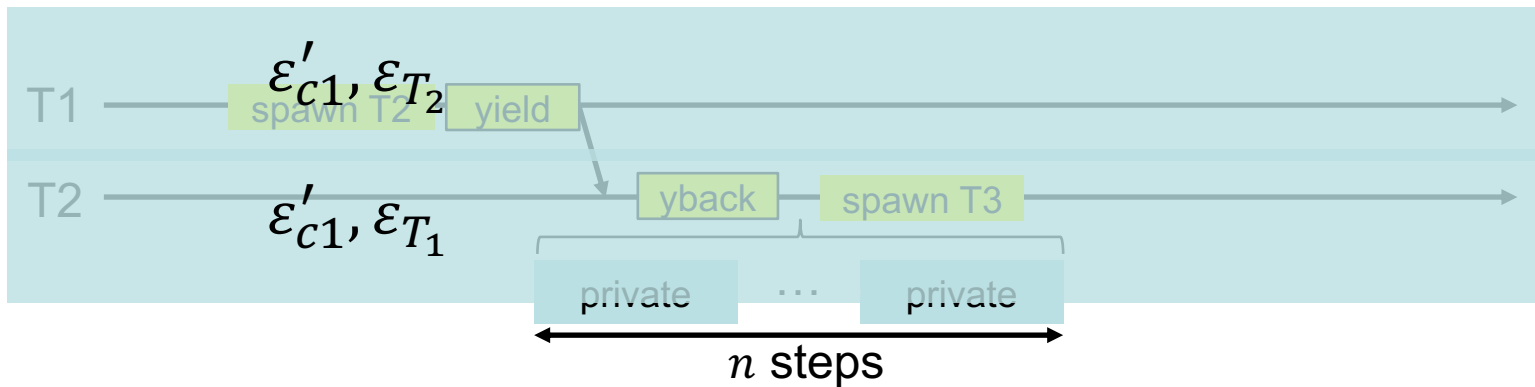 ε′c1, εT2
T1 spawn T2 yield
T2 yback spawn T3
ε′c1, εT1
private … private
n steps